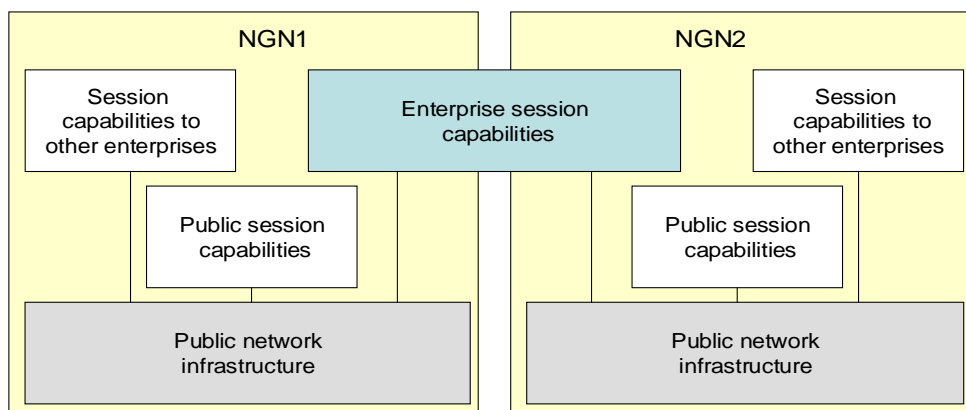 NGN1
NGN2
Session
capabilities to
other enterprises
Enterprise session
capabilities
Session
capabilities to
other enterprises
Public session
capabilities
Public session
capabilities
Public network
infrastructure
Public network
infrastructure